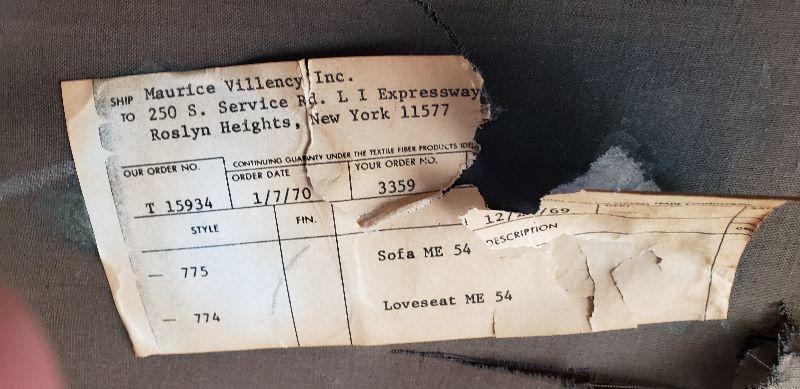 SHIP TO
Maurice Villency Inc.
250 S. Service Rd. L I Expressway
Roslyn Heights, New York 11577
CONTINUING GUARANTY UNDER THE TEXTILE FIBER PRODUCTS
OUR ORDER NO. ORDER DATE YOUR ORDER NO.
T 15934 1/7/70 3359
STYLE FIN. DESCRIPTION
— 775 Sofa ME 54
— 774 Loveseat ME 54